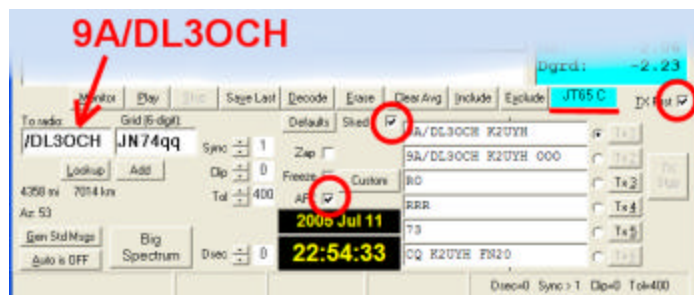 9A/DL3OCH
Dgrd: -2.23
Monitor Play Save Last Decode Erase Clear Avg Include Exclude JT65 C TX First
To radio: Grid (6-digit): Defaults Sked
/DL3OCH JN74qq Sync 1 9A/DL3OCH K2UYH Tx1
Zap 9A/DL3OCH K2UYH OOO Tx2
Lookup Add Clip 0 Freeze Custom RO Tx3
4358 mi 7014 km Tol 400 AFC RRR Tx4
Az: 53 2005 Jul 11
Gen Std Msgs Big Spectrum 73 Tx5
Auto is OFF Dsec 0 22:54:33 CQ K2UYH FN20
Dsec=0 Sync > 1 Clip=0 Tol=400